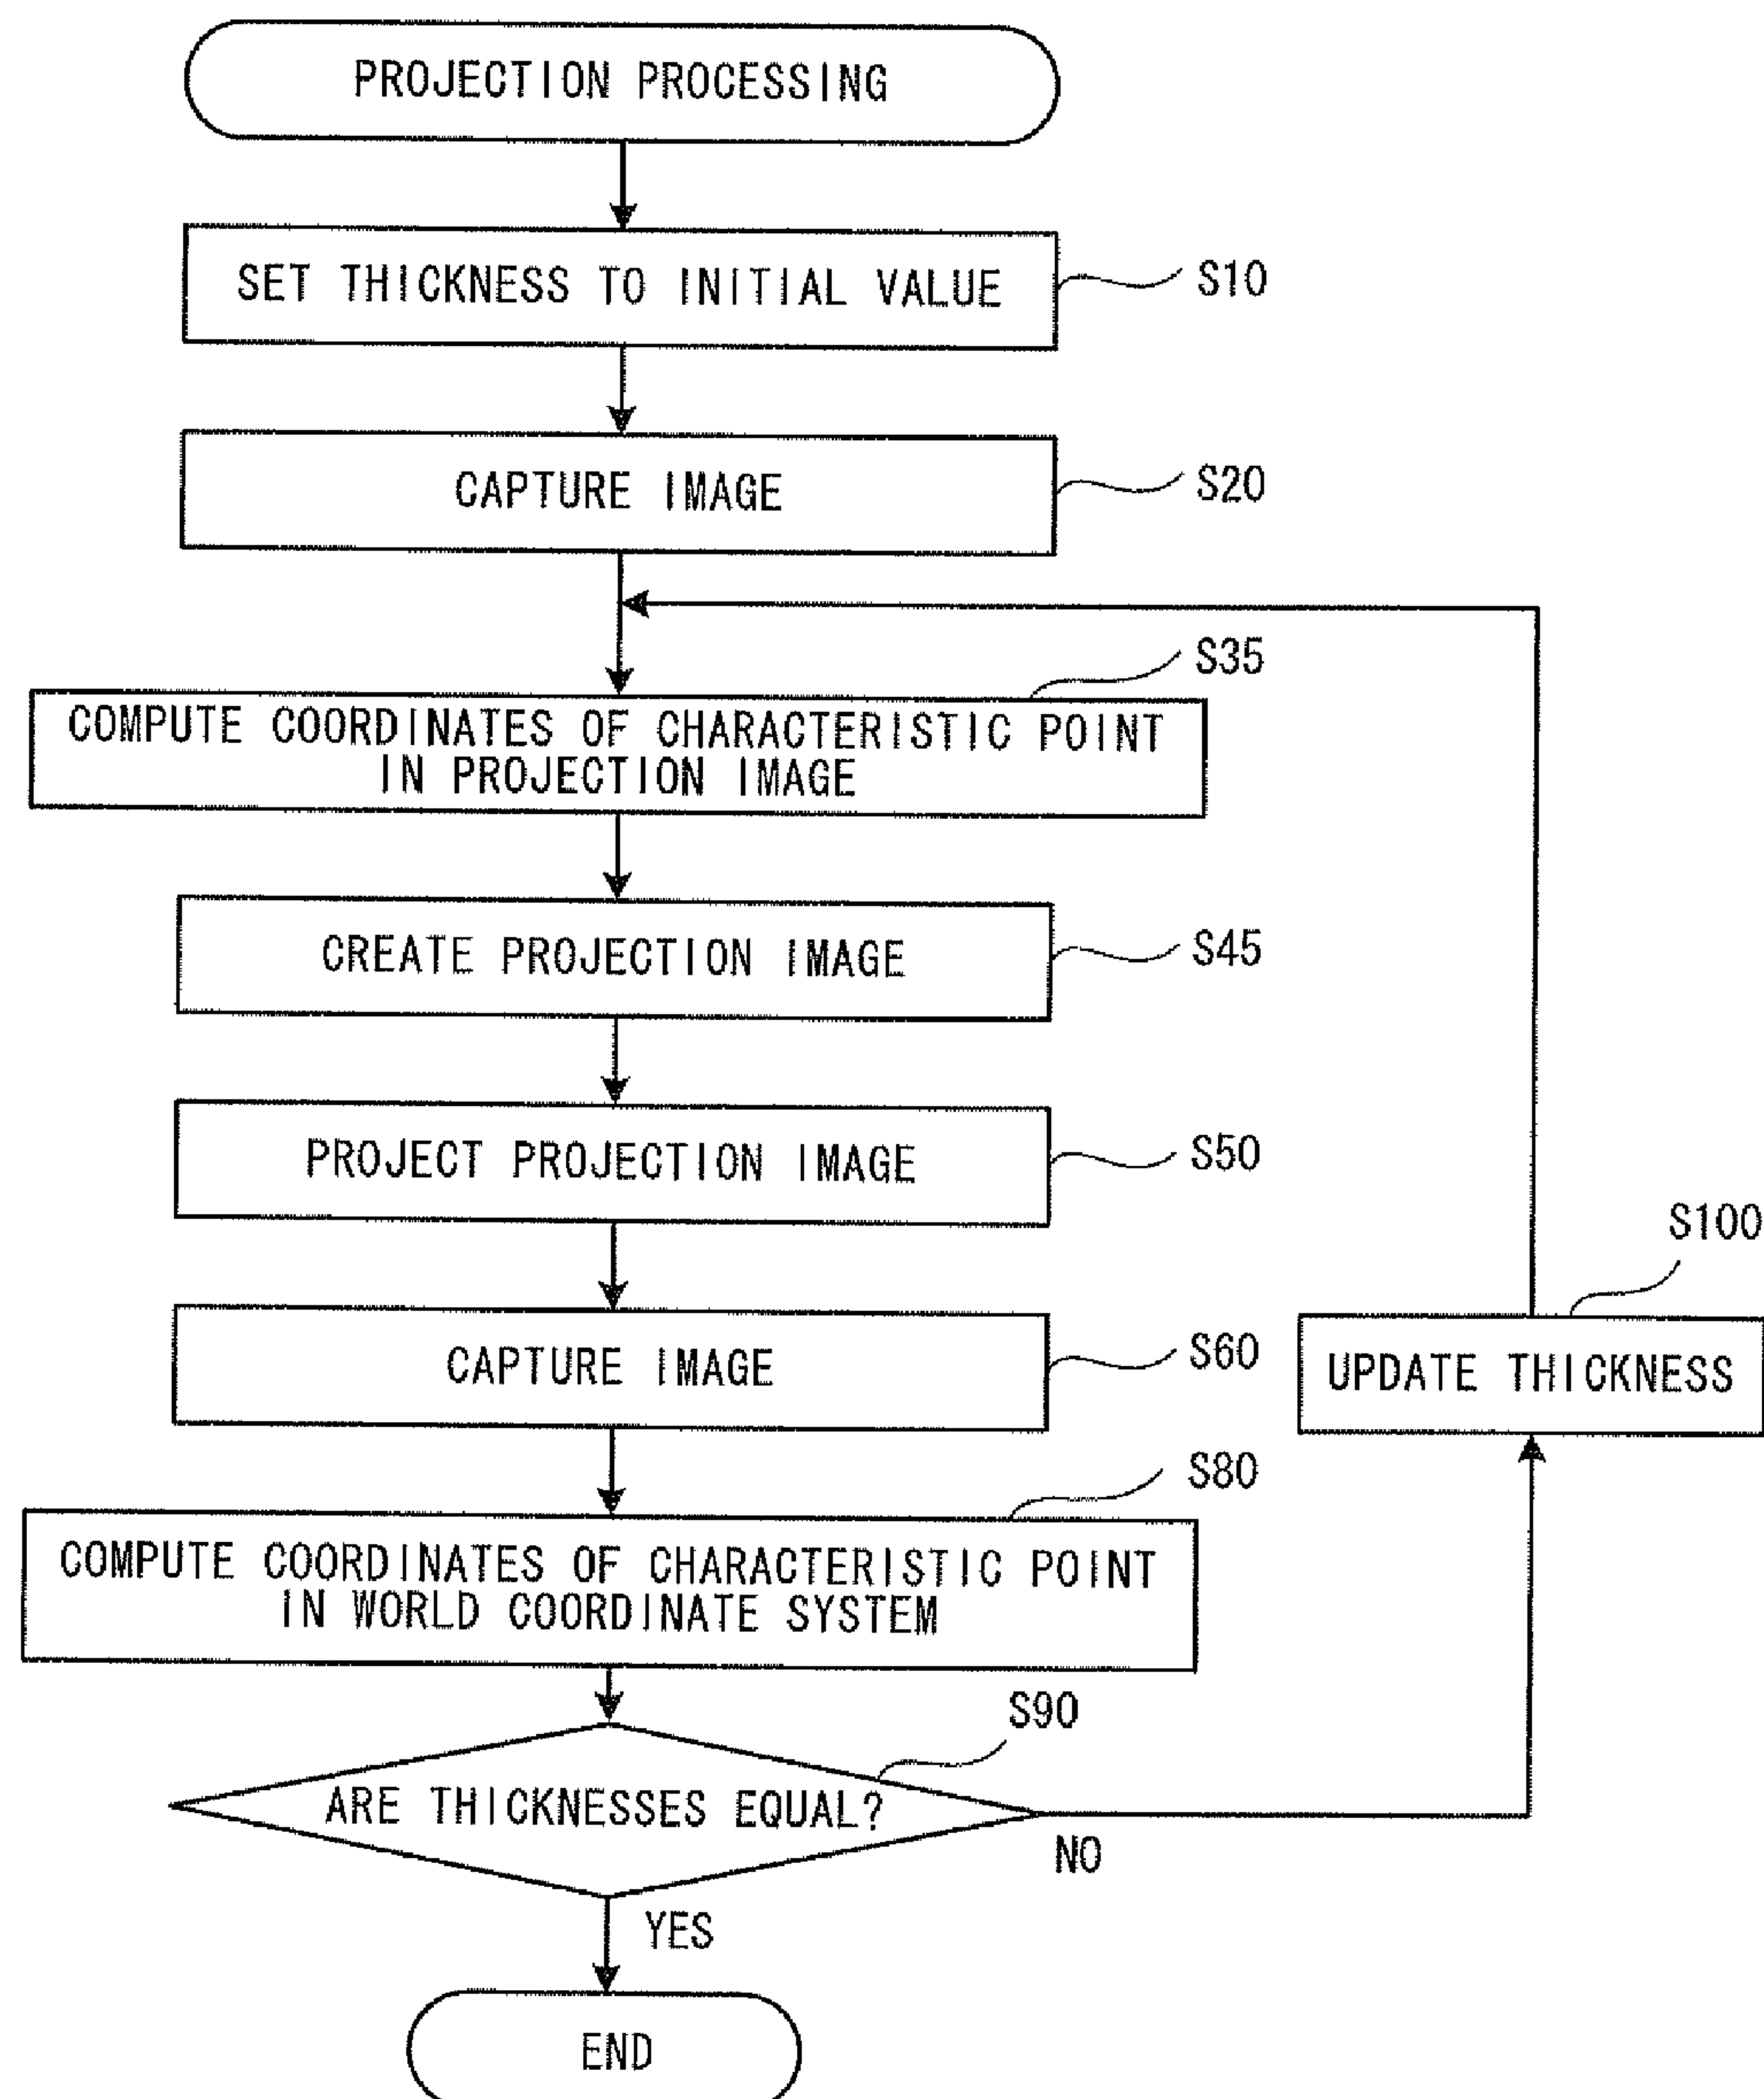 PROJECTION PROCESSING
SET THICKNESS TO INITIAL VALUE
S10
CAPTURE IMAGE
S20
S35
COMPUTE COORDINATES OF CHARACTERISTIC POINT
IN PROJECTION IMAGE
CREATE PROJECTION IMAGE
S45
PROJECT PROJECTION IMAGE
S50
S100
CAPTURE IMAGE
S60
UPDATE THICKNESS
S80
COMPUTE COORDINATES OF CHARACTERISTIC POINT
IN WORLD COORDINATE SYSTEM
S90
ARE THICKNESSES EQUAL?
NO
YES
END